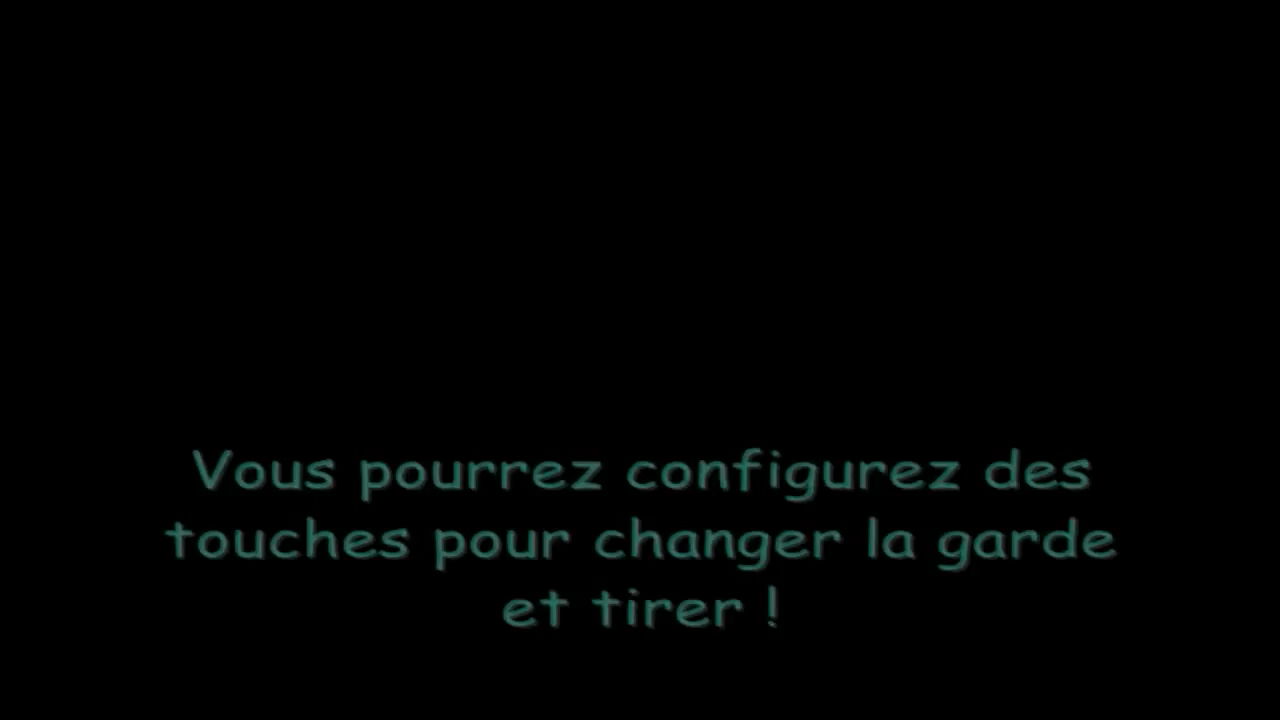 Vous pourrez configurez des
touches pour changer la garde
et tirer !